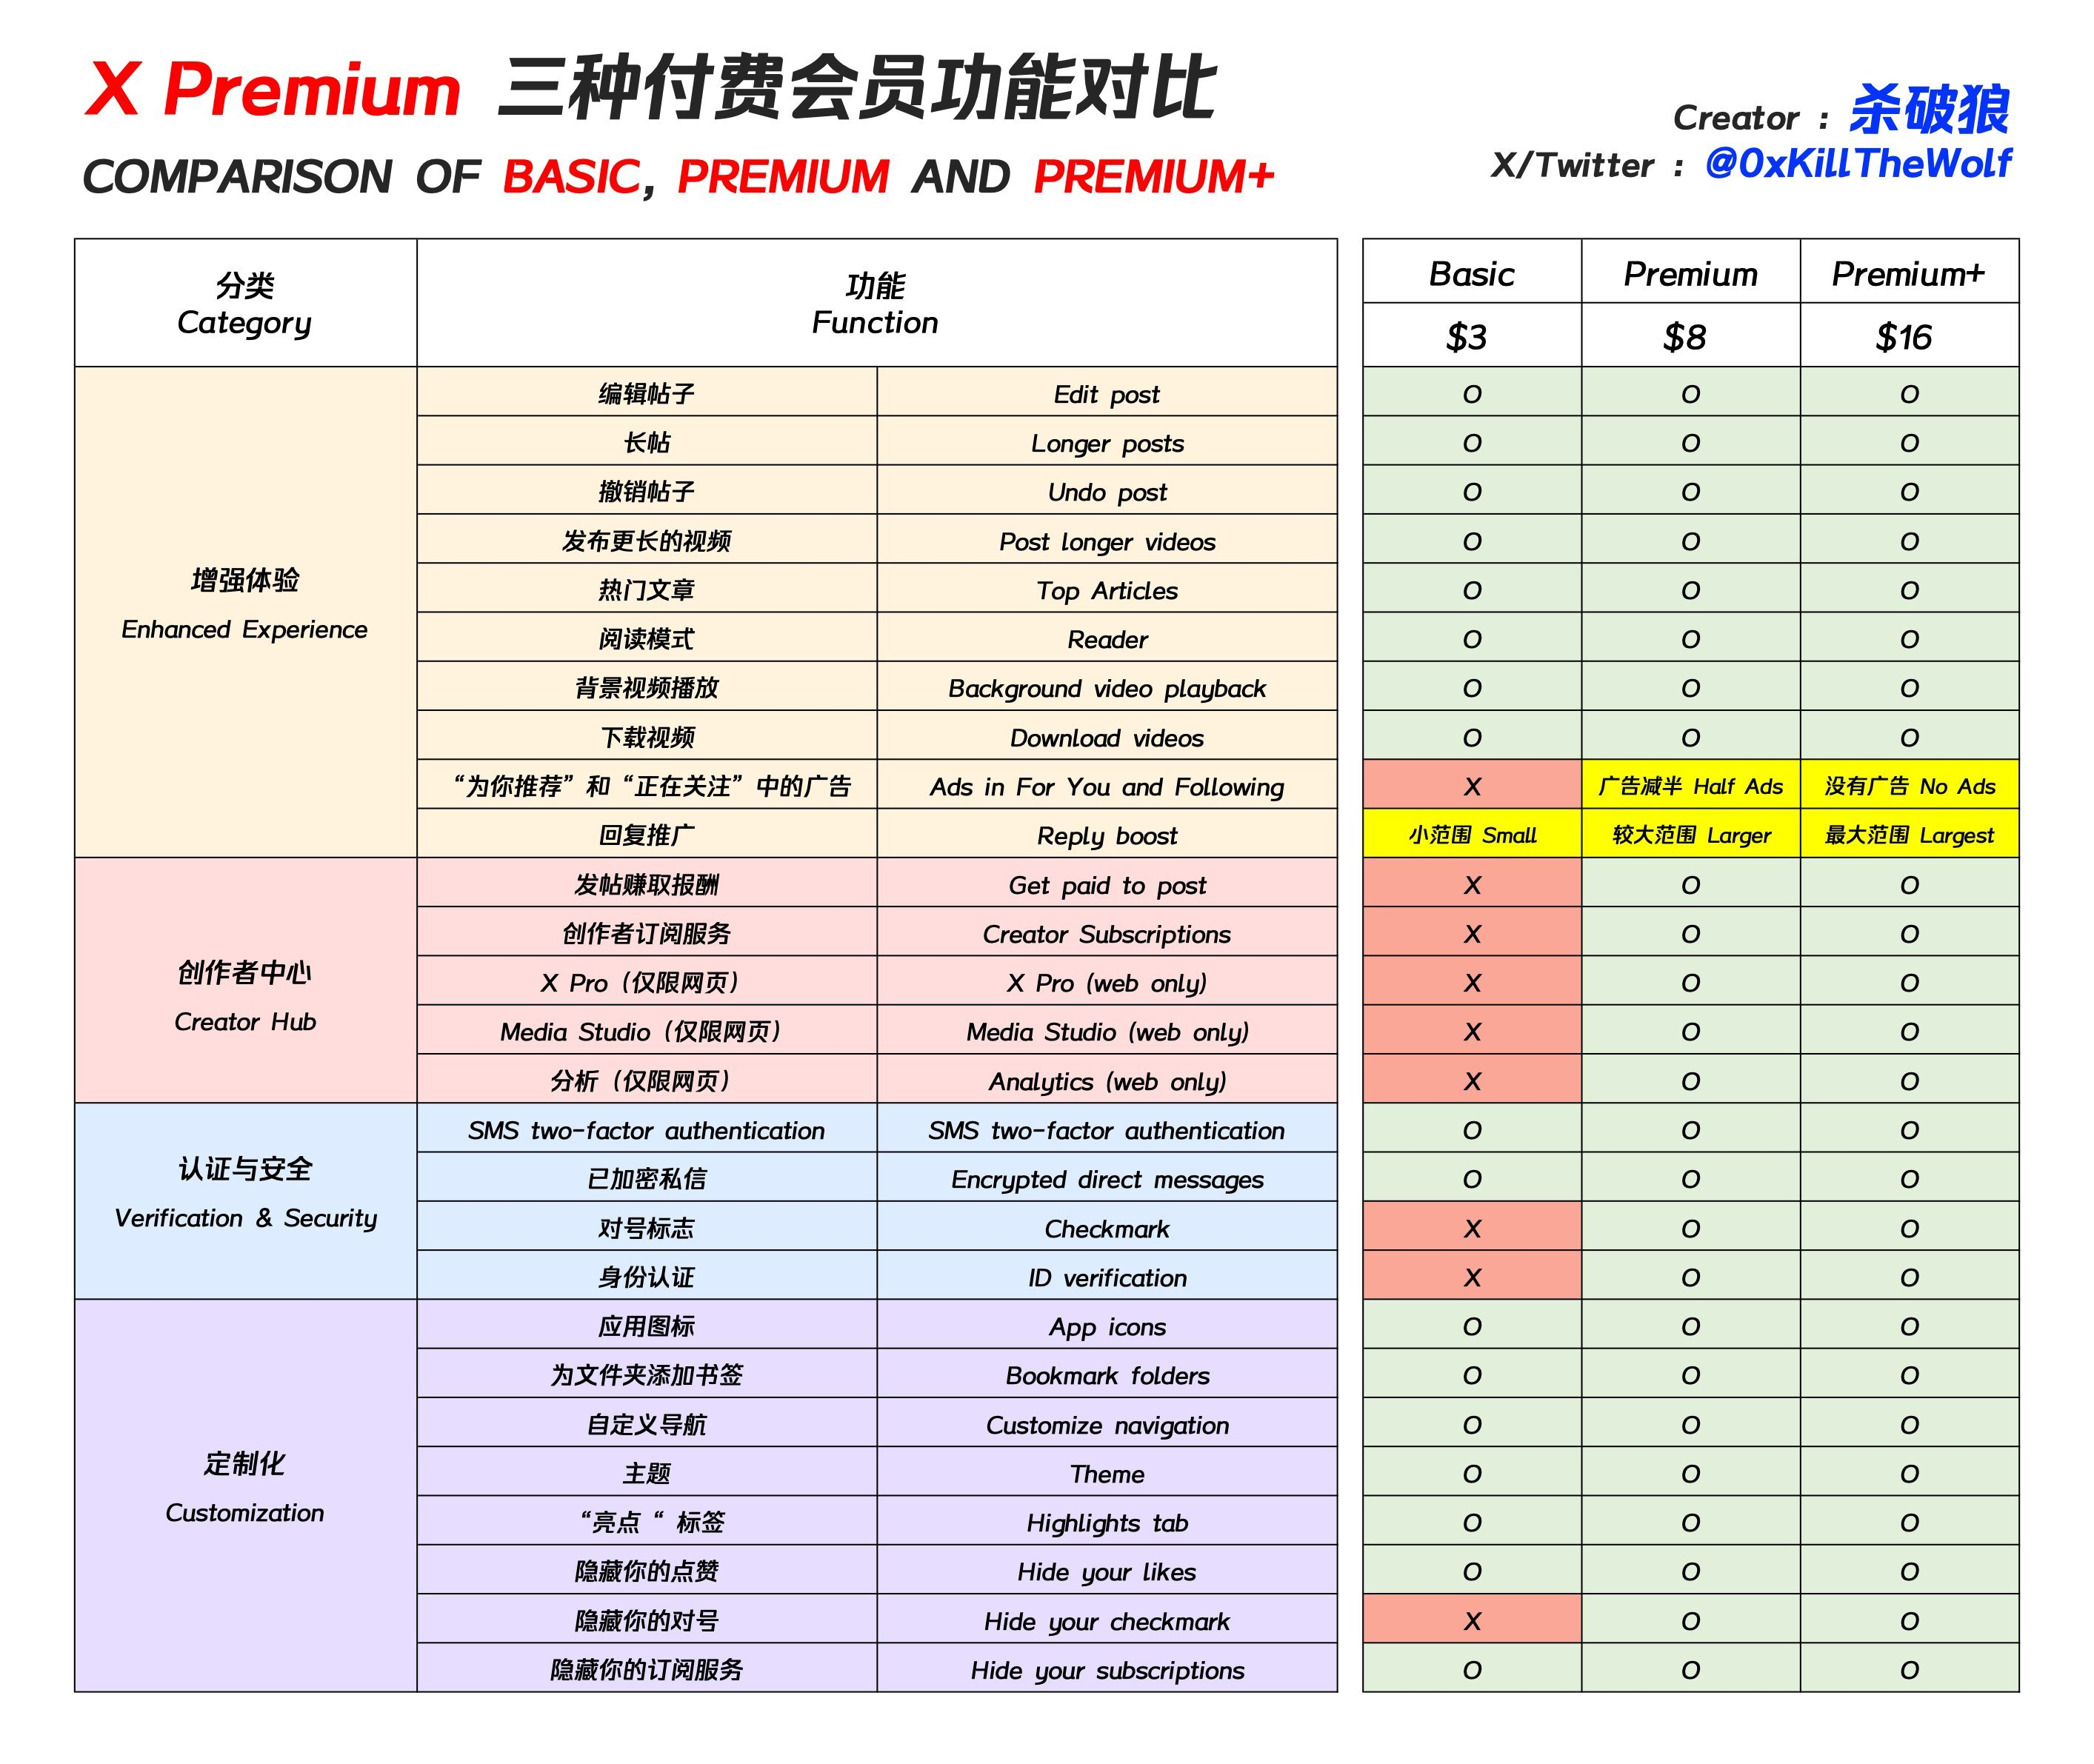 X Premium 三种付费会员功能对比
COMPARISON OF BASIC, PREMIUM AND PREMIUM+
Creator : 杀破狼
X/Twitter : @0xKillTheWolf
分类
Category
功能
Function
Basic Premium Premium+
$3 $8 $16
增强体验
Enhanced Experience
编辑帖子 Edit post O O O
长帖 Longer posts O O O
撤销帖子 Undo post O O O
发布更长的视频 Post longer videos O O O
热门文章 Top Articles O O O
阅读模式 Reader O O O
背景视频播放 Background video playback O O O
下载视频 Download videos O O O
“为你推荐”和“正在关注”中的广告 Ads in For You and Following X 广告减半 Half Ads 没有广告 No Ads
回复推广 Reply boost 小范围 Small 较大范围 Larger 最大范围 Largest
创作者中心
Creator Hub
发帖赚取报酬 Get paid to post X O O
创作者订阅服务 Creator Subscriptions X O O
X Pro（仅限网页） X Pro (web only) X O O
Media Studio（仅限网页） Media Studio (web only) X O O
分析（仅限网页） Analytics (web only) X O O
认证与安全
Verification & Security
SMS two-factor authentication SMS two-factor authentication O O O
已加密私信 Encrypted direct messages O O O
对号标志 Checkmark X O O
身份认证 ID verification X O O
定制化
Customization
应用图标 App icons O O O
为文件夹添加书签 Bookmark folders O O O
自定义导航 Customize navigation O O O
主题 Theme O O O
“亮点“ 标签 Highlights tab O O O
隐藏你的点赞 Hide your likes O O O
隐藏你的对号 Hide your checkmark X O O
隐藏你的订阅服务 Hide your subscriptions O O O